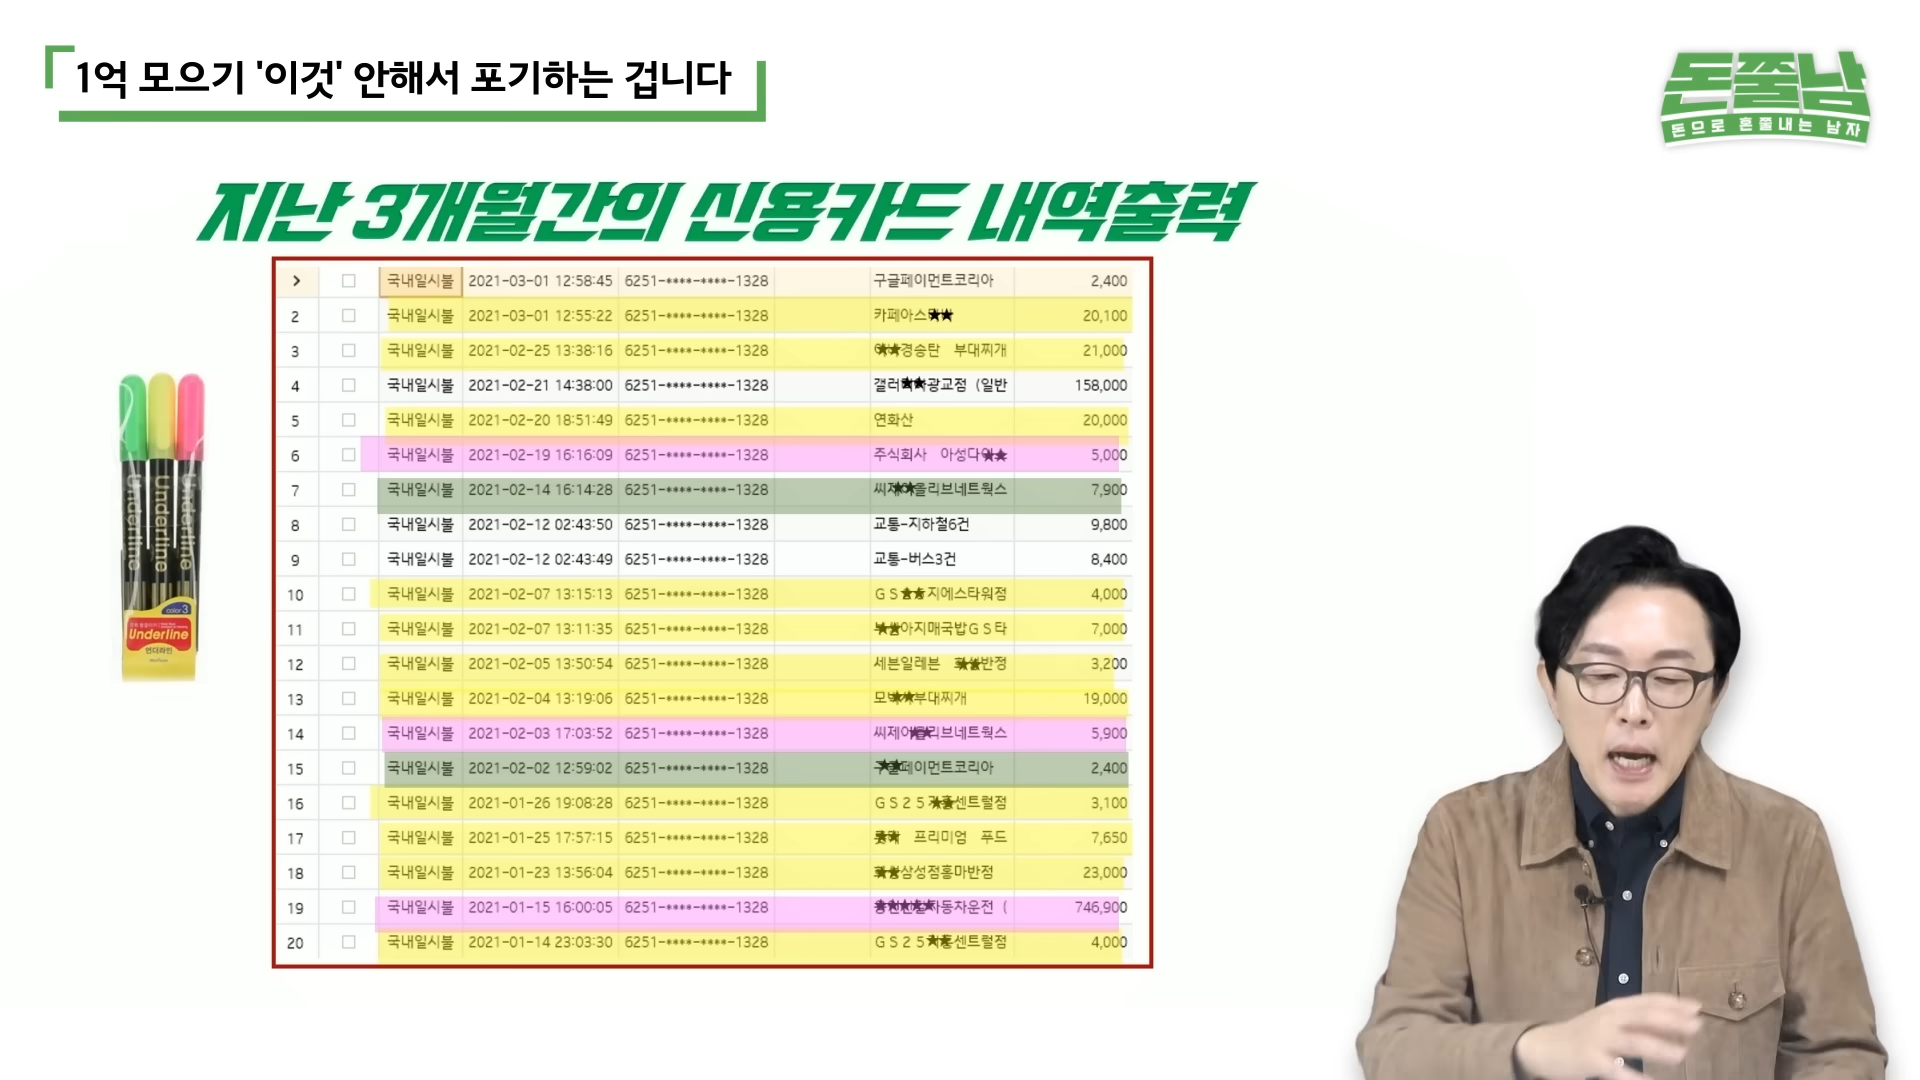 1억 모으기 '이것' 안해서 포기하는 겁니다
돈쭐남
돈으로 혼쭐내는 남자
지난 3개월간의 신용카드 내역출력
> 국내일시불 2021-03-01 12:58:45 6251-****-****-1328 구글페이먼트코리아 2,400
2 국내일시불 2021-03-01 12:55:22 6251-****-****-1328 카페아스★★ 20,100
3 국내일시불 2021-02-25 13:38:16 6251-****-****-1328 ★★경송탄 부대찌개 21,000
4 국내일시불 2021-02-21 14:38:00 6251-****-****-1328 갤러★★광교점 (일반 158,000
5 국내일시불 2021-02-20 18:51:49 6251-****-****-1328 연화산 20,000
6 국내일시불 2021-02-19 16:16:09 6251-****-****-1328 주식회사 아성다★★ 5,000
7 국내일시불 2021-02-14 16:14:28 6251-****-****-1328 씨제★★올리브네트웍스 7,900
8 국내일시불 2021-02-12 02:43:50 6251-****-****-1328 교통-지하철6건 9,800
9 국내일시불 2021-02-12 02:43:49 6251-****-****-1328 교통-버스3건 8,400
10 국내일시불 2021-02-07 13:15:13 6251-****-****-1328 GS★★지에스타워점 4,000
11 국내일시불 2021-02-07 13:11:35 6251-****-****-1328 ★★아지매국밥GS타 7,000
12 국내일시불 2021-02-05 13:50:54 6251-****-****-1328 세븐일레븐 ★★반정 3,200
13 국내일시불 2021-02-04 13:19:06 6251-****-****-1328 모★★부대찌개 19,000
14 국내일시불 2021-02-03 17:03:52 6251-****-****-1328 씨제이★★리브네트웍스 5,900
15 국내일시불 2021-02-02 12:59:02 6251-****-****-1328 ★★페이먼트코리아 2,400
16 국내일시불 2021-01-26 19:08:28 6251-****-****-1328 GS25★★센트럴점 3,100
17 국내일시불 2021-01-25 17:57:15 6251-****-****-1328 ★★ 프리미엄 푸드 7,650
18 국내일시불 2021-01-23 13:56:04 6251-****-****-1328 ★★삼성점홍마반점 23,000
19 국내일시불 2021-01-15 16:00:05 6251-****-****-1328 ★★★★★자동차운전 ( 746,900
20 국내일시불 2021-01-14 23:03:30 6251-****-****-1328 GS25★★센트럴점 4,000
Underline
Underline
Underline
color 3
Underline
언더라인